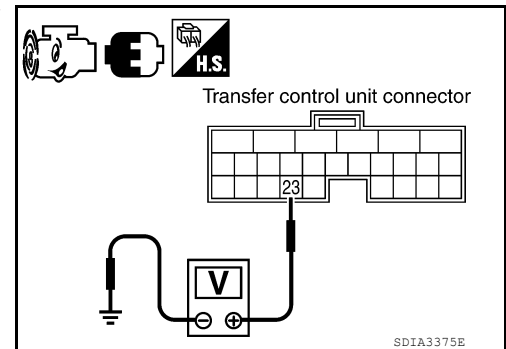 H.S.
Transfer control unit connector
23
V
SDIA3375E